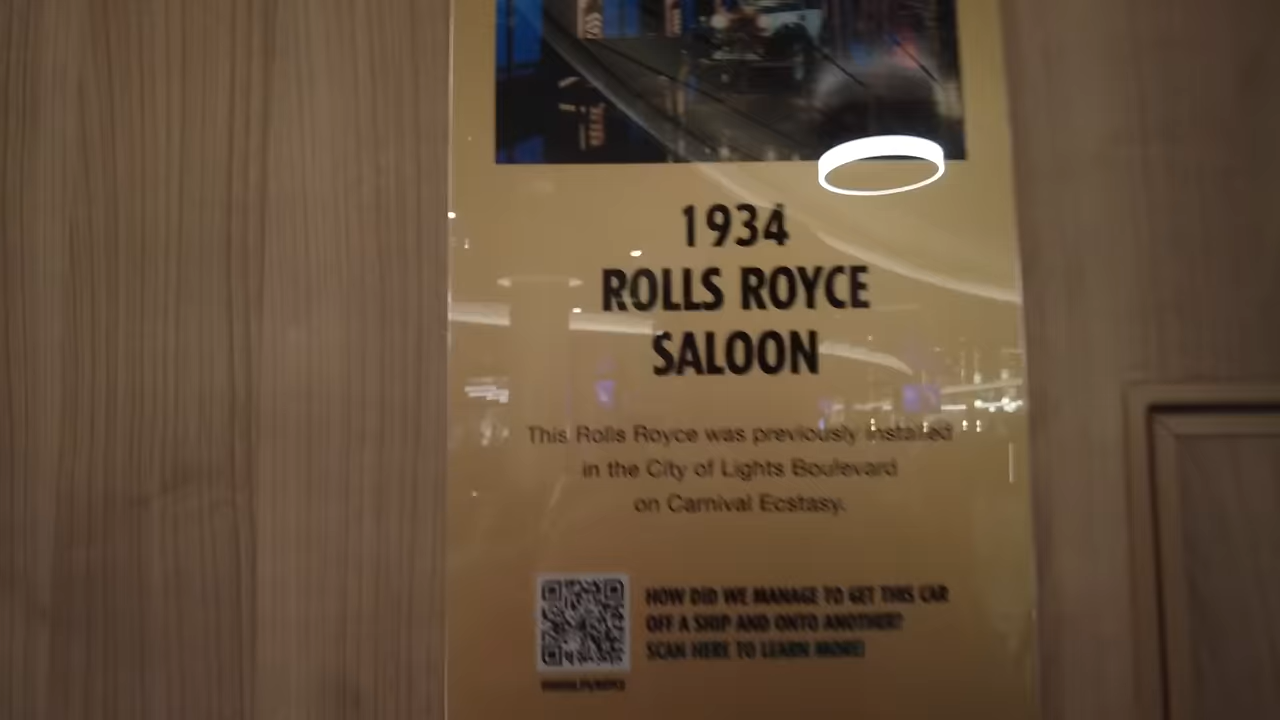 1934
ROLLS ROYCE
SALOON
This Rolls Royce was previously installed
in the City of Lights Boulevard
on Carnival Ecstasy.
HOW DID WE MANAGE TO GET THIS CAR
OFF A SHIP AND ONTO ANOTHER?
SCAN HERE TO LEARN MORE!